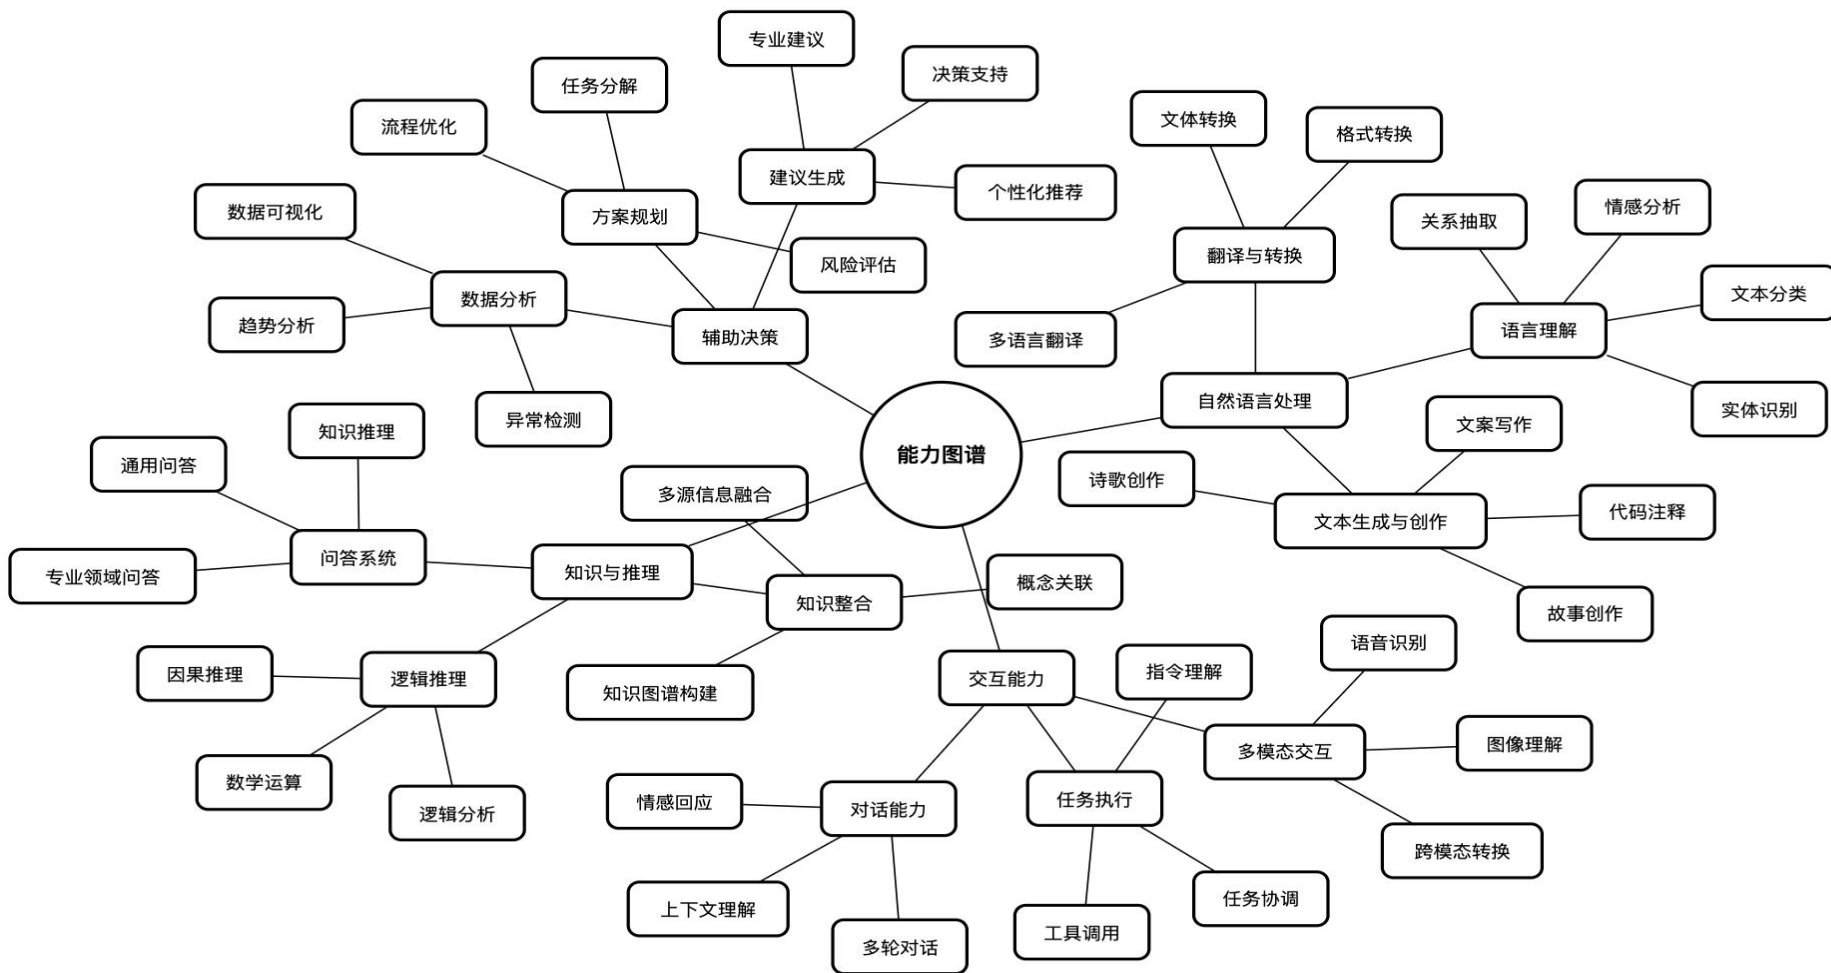 专业建议
决策支持
任务分解
文体转换
流程优化
格式转换
建议生成
个性化推荐
数据可视化
方案规划
关系抽取
情感分析
翻译与转换
风险评估
数据分析
文本分类
趋势分析
语言理解
辅助决策
多语言翻译
自然语言处理
实体识别
异常检测
文案写作
知识推理
能力图谱
通用问答
诗歌创作
多源信息融合
代码注释
文本生成与创作
问答系统
知识与推理
专业领域问答
概念关联
知识整合
故事创作
语音识别
因果推理
逻辑推理
知识图谱构建
交互能力
指令理解
图像理解
多模态交互
数学运算
情感回应
任务执行
对话能力
逻辑分析
跨模态转换
任务协调
上下文理解
工具调用
多轮对话